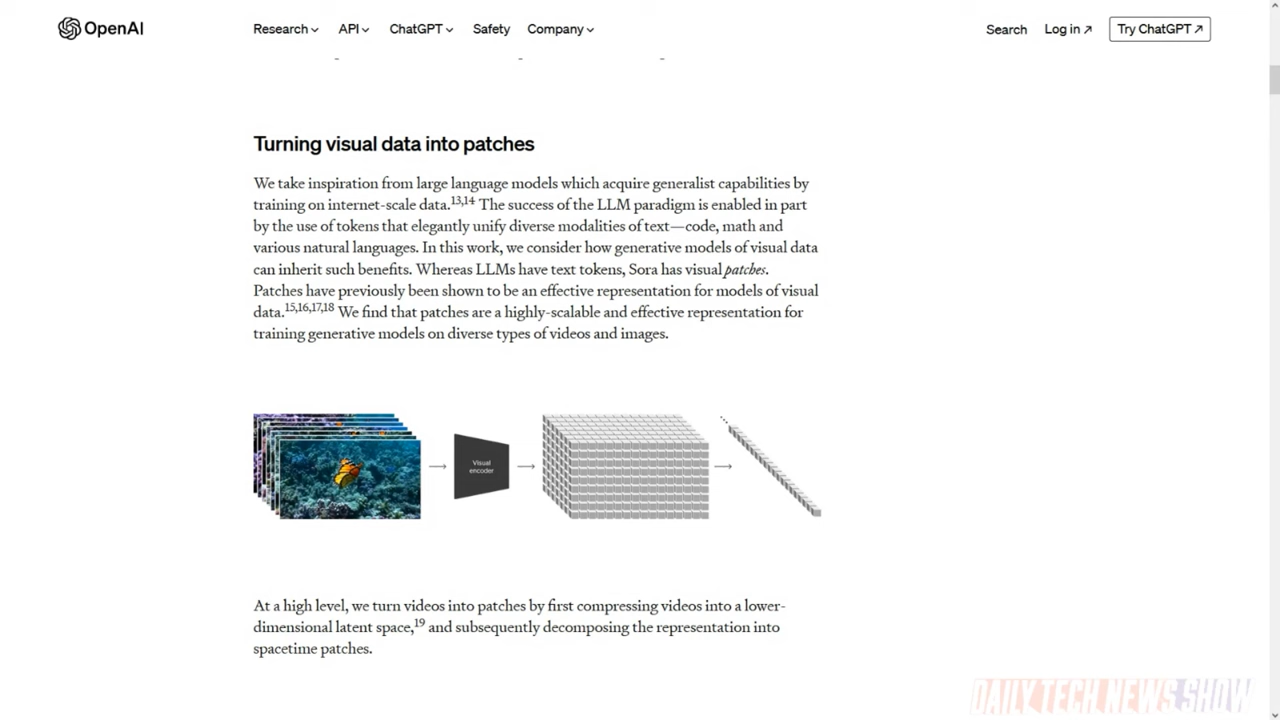 OpenAI
Research API ChatGPT Safety Company Search Log in ↗ Try ChatGPT ↗
Turning visual data into patches
We take inspiration from large language models which acquire generalist capabilities by
training on internet-scale data.13,14 The success of the LLM paradigm is enabled in part
by the use of tokens that elegantly unify diverse modalities of text—code, math and
various natural languages. In this work, we consider how generative models of visual data
can inherit such benefits. Whereas LLMs have text tokens, Sora has visual patches.
Patches have previously been shown to be an effective representation for models of visual
data.15,16,17,18 We find that patches are a highly-scalable and effective representation for
training generative models on diverse types of videos and images.
Visual
encoder
At a high level, we turn videos into patches by first compressing videos into a lower-
dimensional latent space,19 and subsequently decomposing the representation into
spacetime patches.
DAILY TECH NEWS SHOW